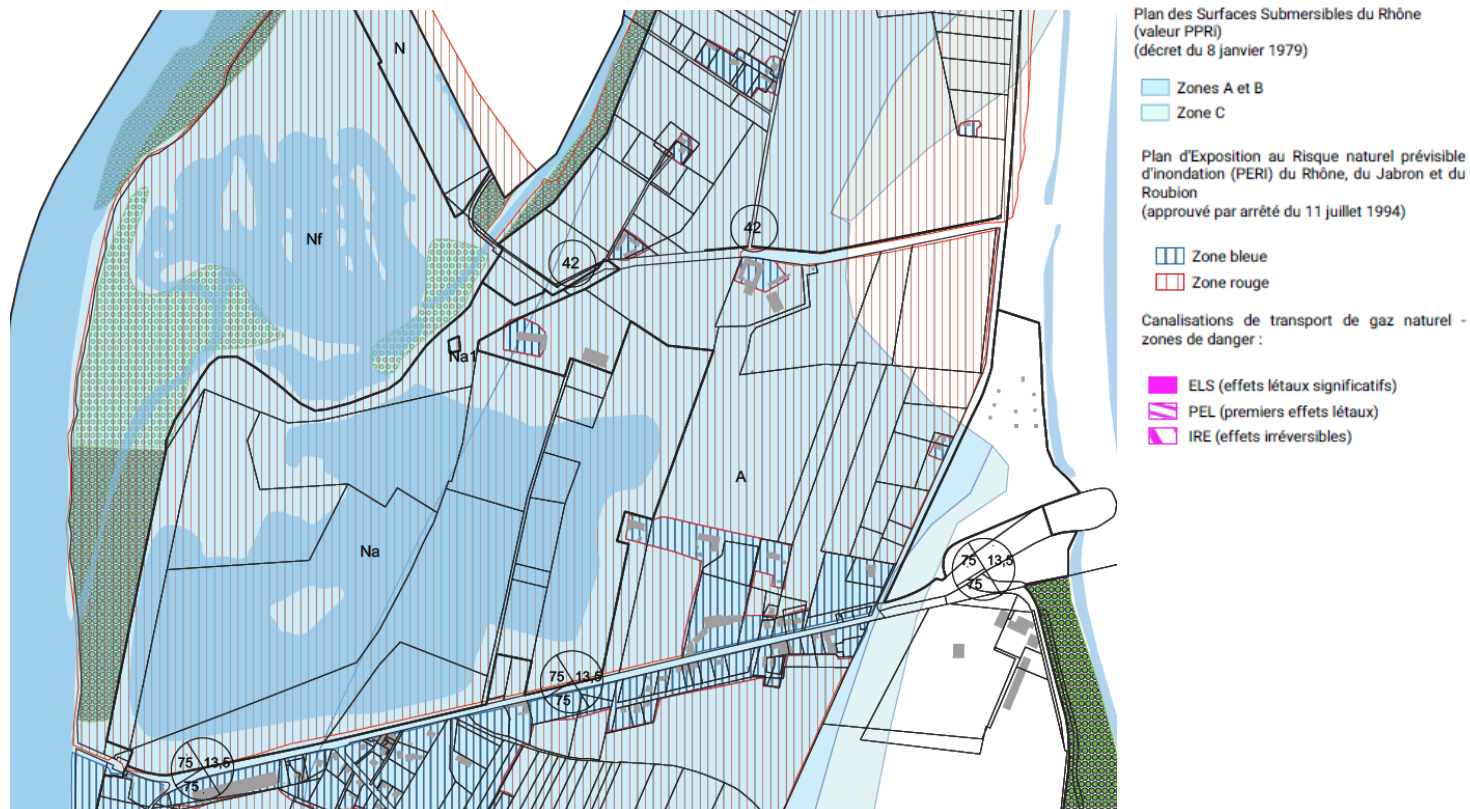 N
Nf
42
42
Na1
A
Na
75 13,5
75
75 13,5
75
75 13,5
75
Plan des Surfaces Submersibles du Rhône
(valeur PPRi)
(décret du 8 janvier 1979)
Zones A et B
Zone C
Plan d'Exposition au Risque naturel prévisible
d'inondation (PERI) du Rhône, du Jabron et du
Roubion
(approuvé par arrêté du 11 juillet 1994)
Zone bleue
Zone rouge
Canalisations de transport de gaz naturel -
zones de danger :
ELS (effets létaux significatifs)
PEL (premiers effets létaux)
IRE (effets irréversibles)